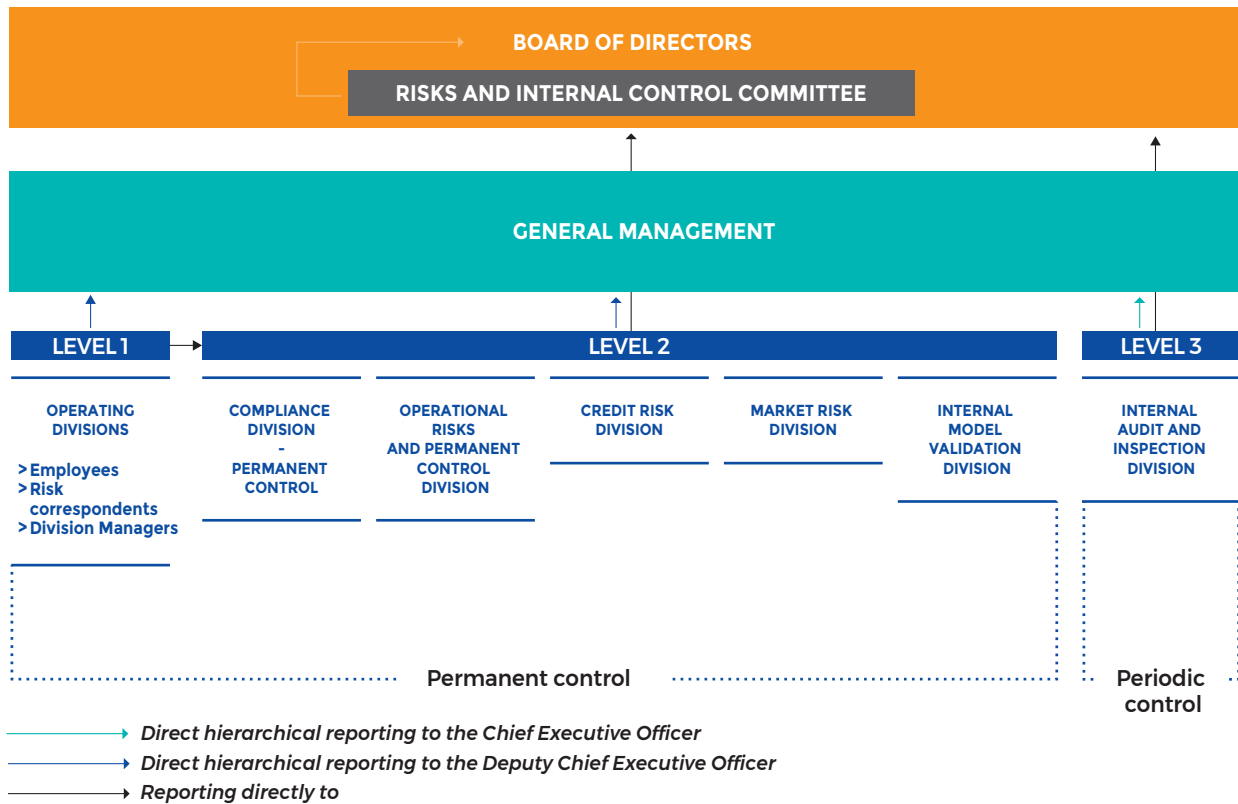 BOARD OF DIRECTORS
RISKS AND INTERNAL CONTROL COMMITTEE
GENERAL MANAGEMENT
LEVEL 1
LEVEL 2
LEVEL 3
OPERATING
DIVISIONS
> Employees
> Risk
correspondents
> Division Managers
COMPLIANCE
DIVISION
-
PERMANENT
CONTROL
OPERATIONAL
RISKS
AND PERMANENT
CONTROL
DIVISION
CREDIT RISK
DIVISION
MARKET RISK
DIVISION
INTERNAL
MODEL
VALIDATION
DIVISION
INTERNAL
AUDIT AND
INSPECTION
DIVISION
Permanent control
Periodic
control
Direct hierarchical reporting to the Chief Executive Officer
Direct hierarchical reporting to the Deputy Chief Executive Officer
Reporting directly to